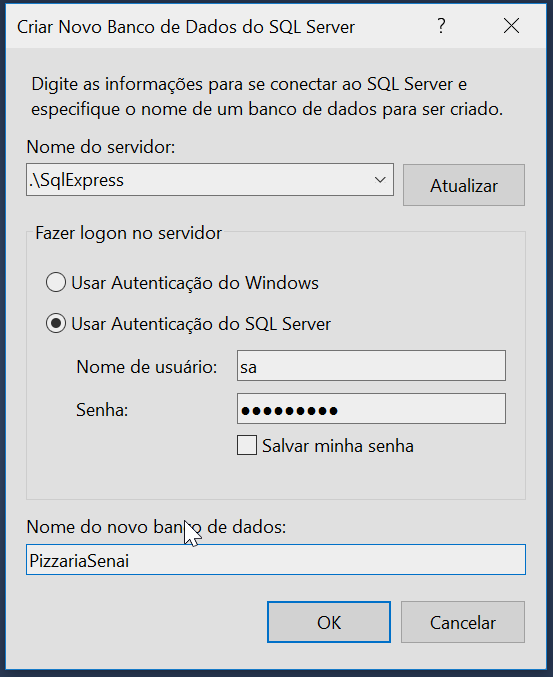 Criar Novo Banco de Dados do SQL Server ?
Digite as informações para se conectar ao SQL Server e
especifique o nome de um banco de dados para ser criado.
Nome do servidor:
.\SqlExpress
Atualizar
Fazer logon no servidor
Usar Autenticação do Windows
Usar Autenticação do SQL Server
Nome de usuário: sa
Senha: ●●●●●●●●●
Salvar minha senha
Nome do novo banco de dados:
PizzariaSenai
OK Cancelar